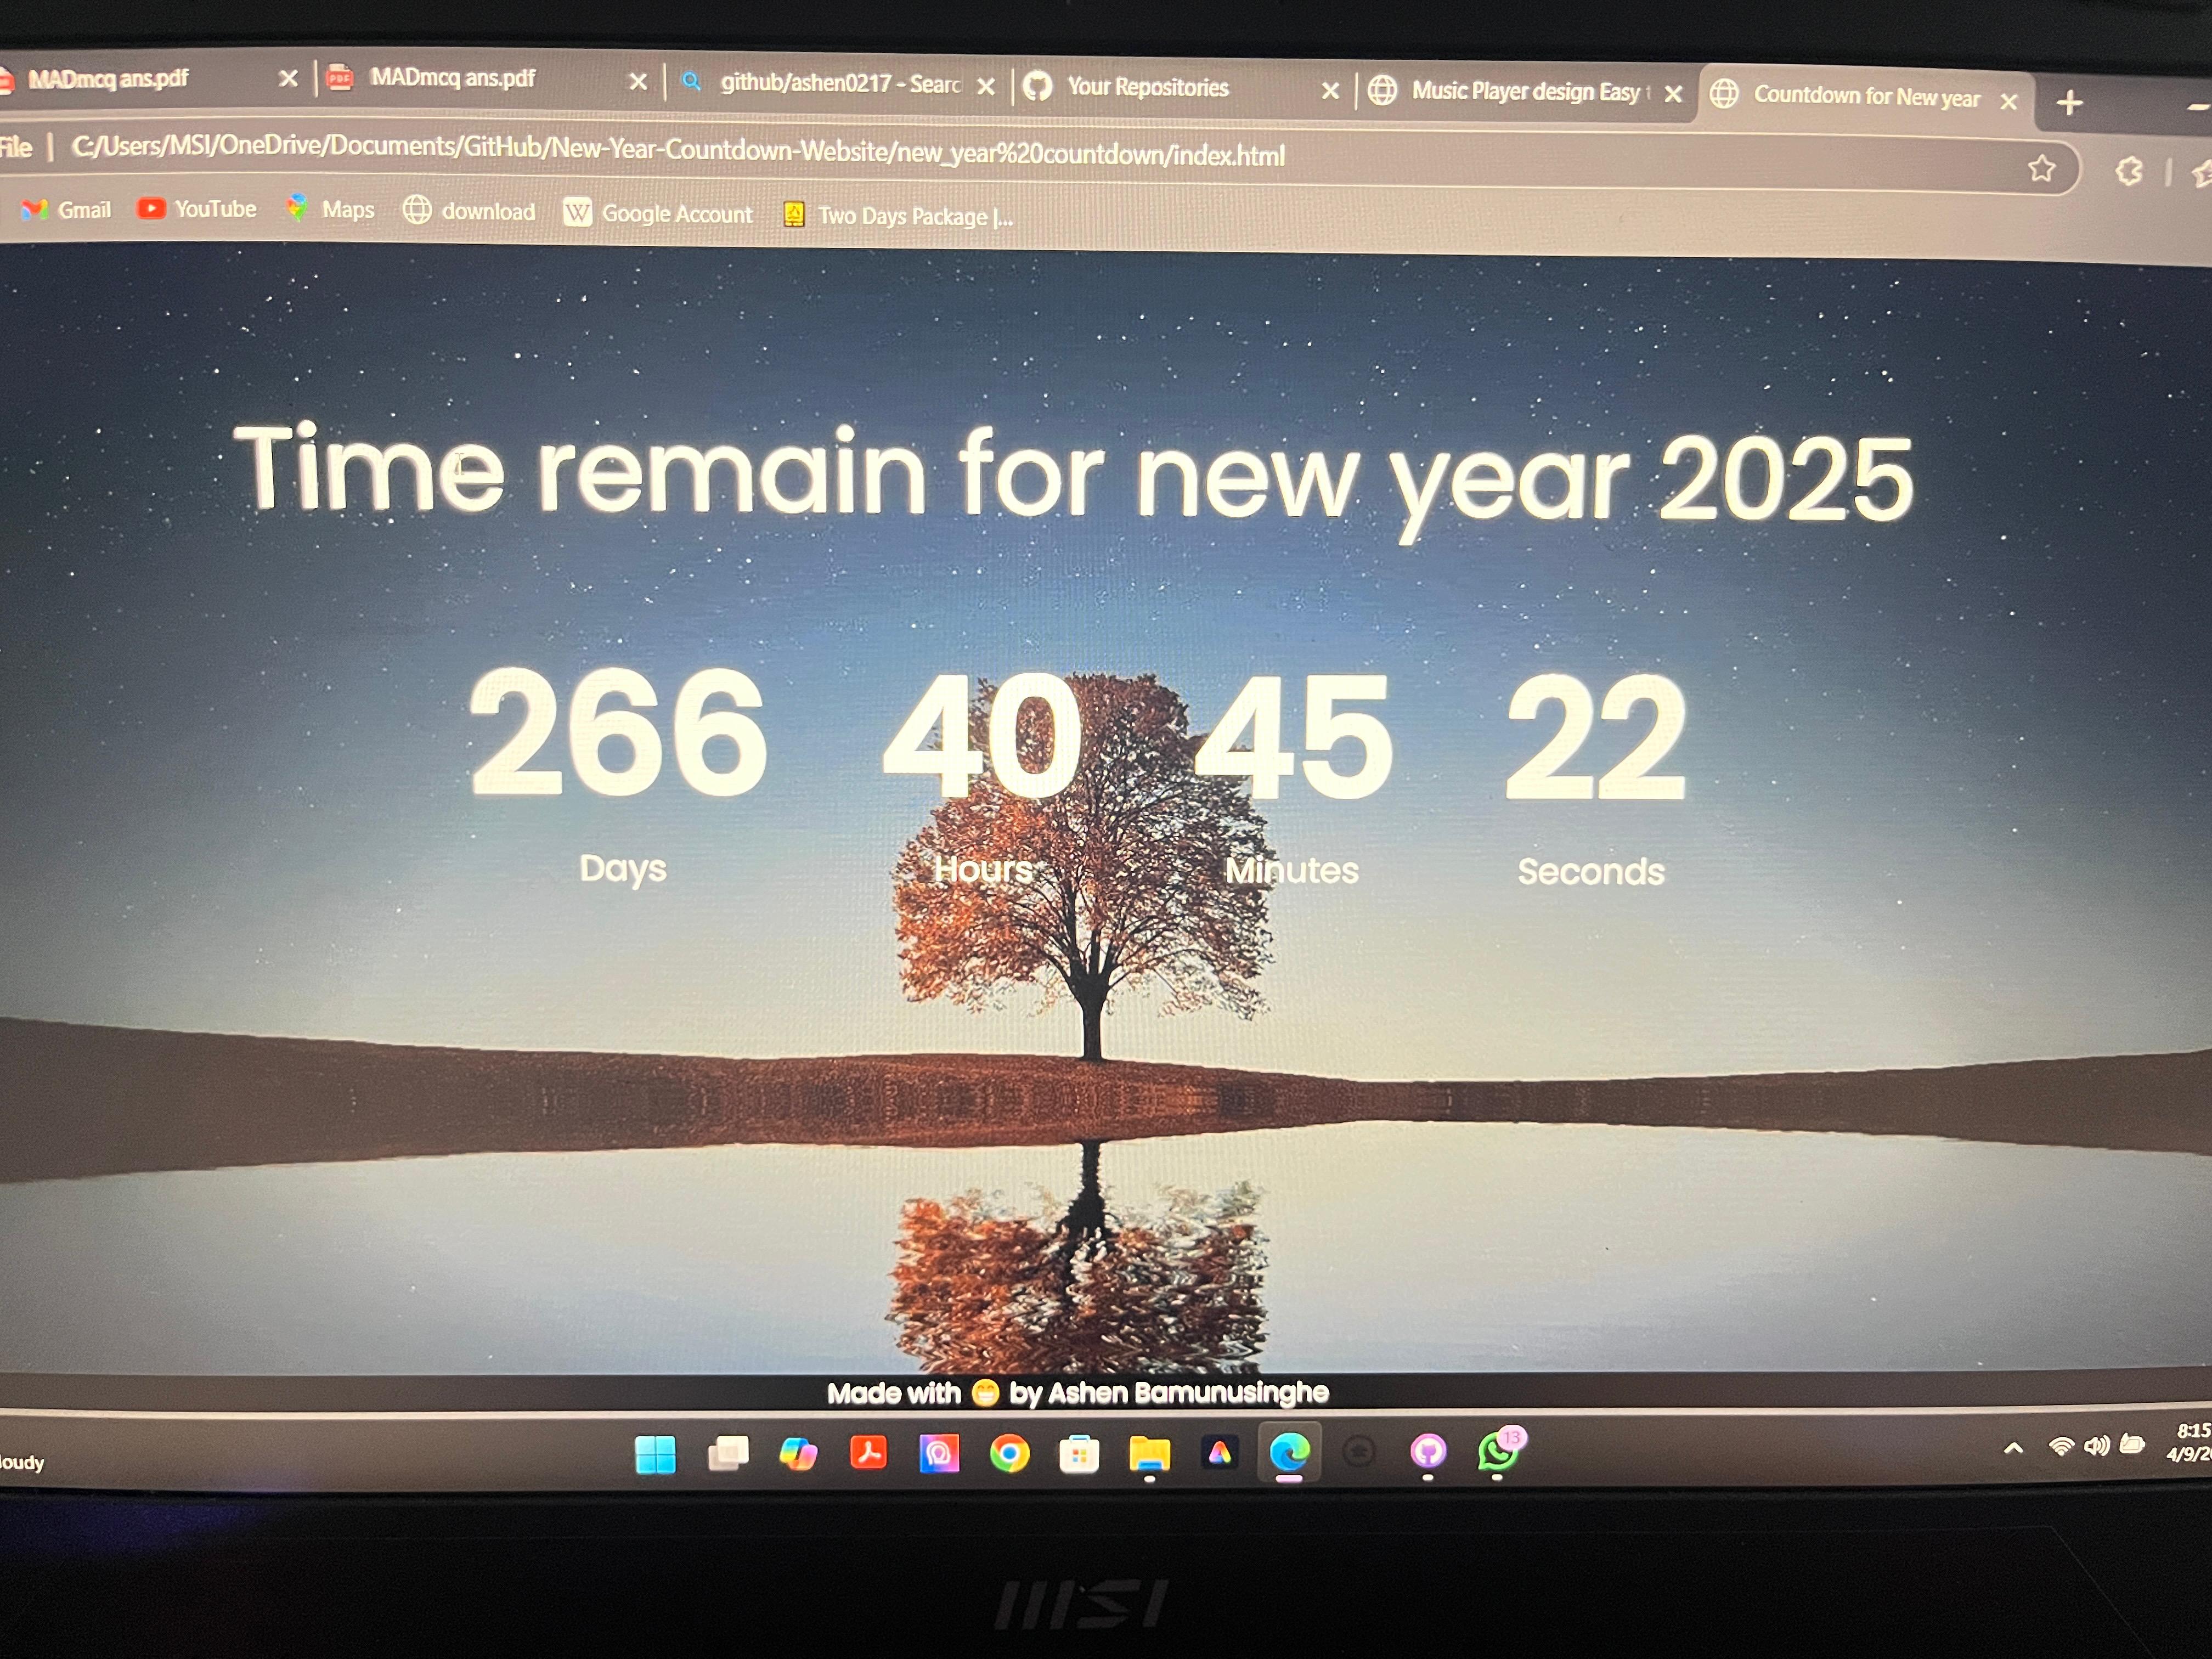 MADmcq ans.pdf
MADmcq ans.pdf
github/ashen0217 - Searc
Your Repositories
Music Player design Easy t
Countdown for New year
File | C:/Users/MSI/OneDrive/Documents/GitHub/New-Year-Countdown-Website/new_year%20countdown/index.html
Gmail
YouTube
Maps
download
Google Account
Two Days Package |...
Time remain for new year 2025
266 40 45 22
Days Hours Minutes Seconds
Made with 😁 by Ashen Bamunusinghe
loudy
13
8:15
4/9/2
msi